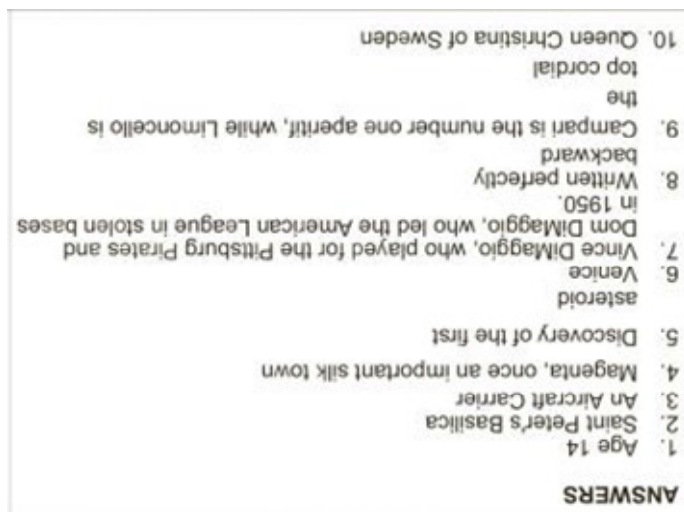 ANSWERS
1. Age 14
2. Saint Peter's Basilica
3. An Aircraft Carrier
4. Magenta, once an important silk town
5. Discovery of the first
asteroid
6. Venice
7. Vince DiMaggio, who played for the Pittsburg Pirates and
Dom DiMaggio, who led the American League in stolen bases
in 1950.
8. Written perfectly
backward
9. Campari is the number one aperitif, while Limoncello is
the
top cordial
10. Queen Christina of Sweden